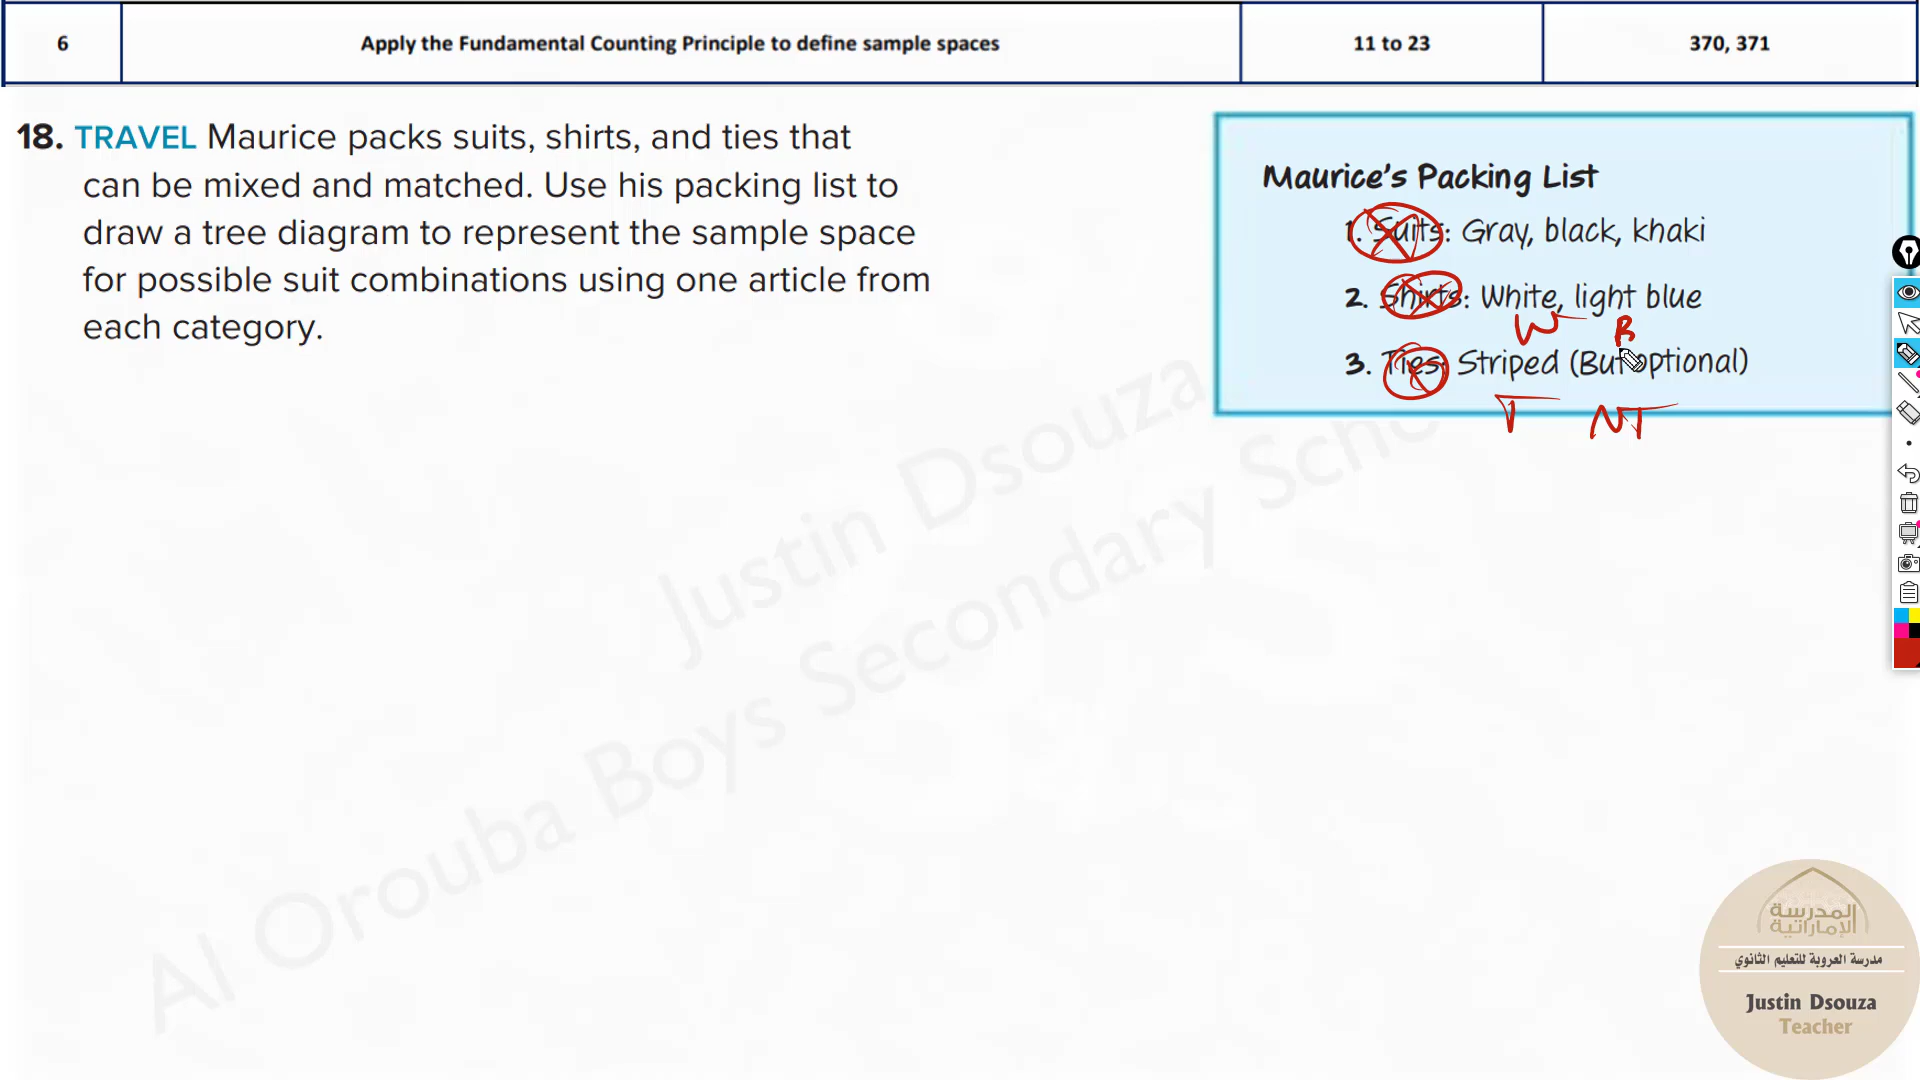 6 Apply the Fundamental Counting Principle to define sample spaces 11 to 23 370, 371
18. TRAVEL Maurice packs suits, shirts, and ties that
can be mixed and matched. Use his packing list to
draw a tree diagram to represent the sample space
for possible suit combinations using one article from
each category.
Maurice's Packing List
1. Suits: Gray, black, khaki
2. Shirts: White, light blue
W B
3. Ties: Striped (But optional)
T NT
Justin Dsouza
Al Orouba Boys Secondary School
المدرسة
الإماراتية
مدرسة العروبة للتعليم الثانوي
Justin Dsouza
Teacher